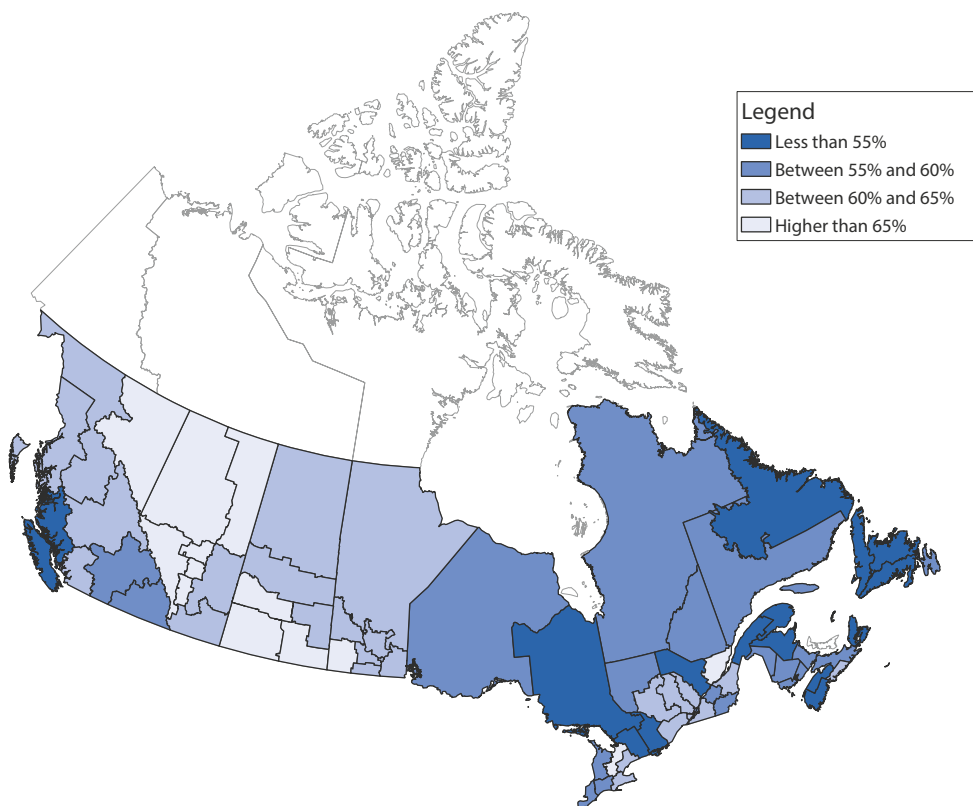 Legend
Less than 55%
Between 55% and 60%
Between 60% and 65%
Higher than 65%